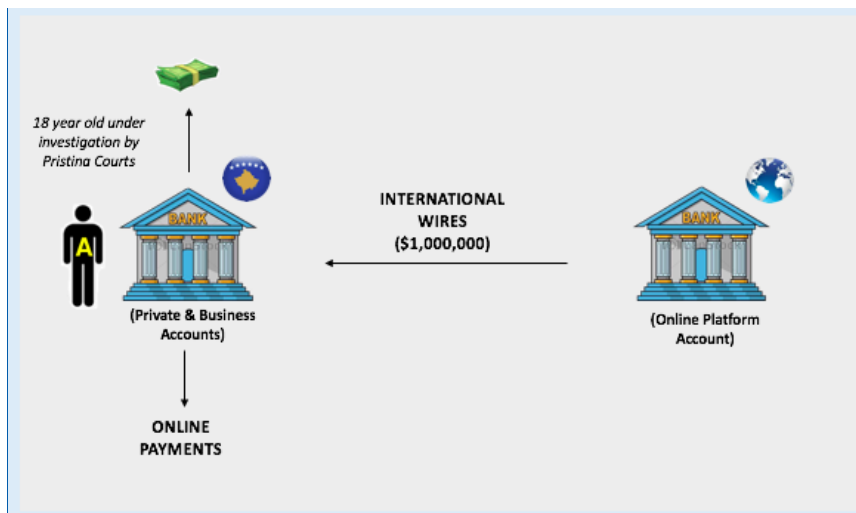 18 year old under
investigation by
Pristina Courts
A
BANK
(Private & Business
Accounts)
INTERNATIONAL
WIRES
($1,000,000)
BANK
(Online Platform
Account)
ONLINE
PAYMENTS